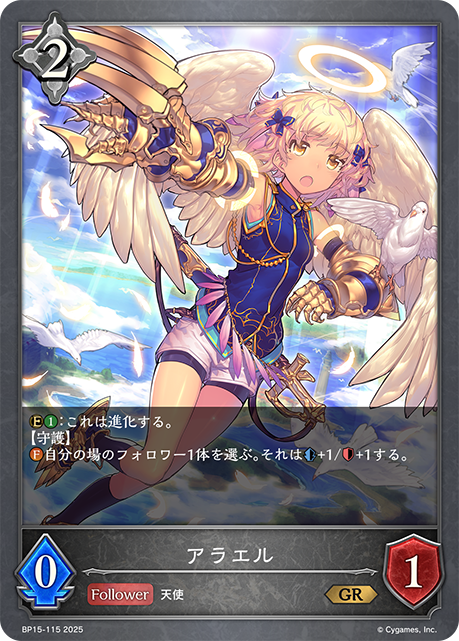 2
E1:これは進化する。
【守護】
F自分の場のフォロワー1体を選ぶ。それは+1/+1する。
アラエル
0
Follower 天使
GR
1
BP15-115 2025
© Cygames, Inc.